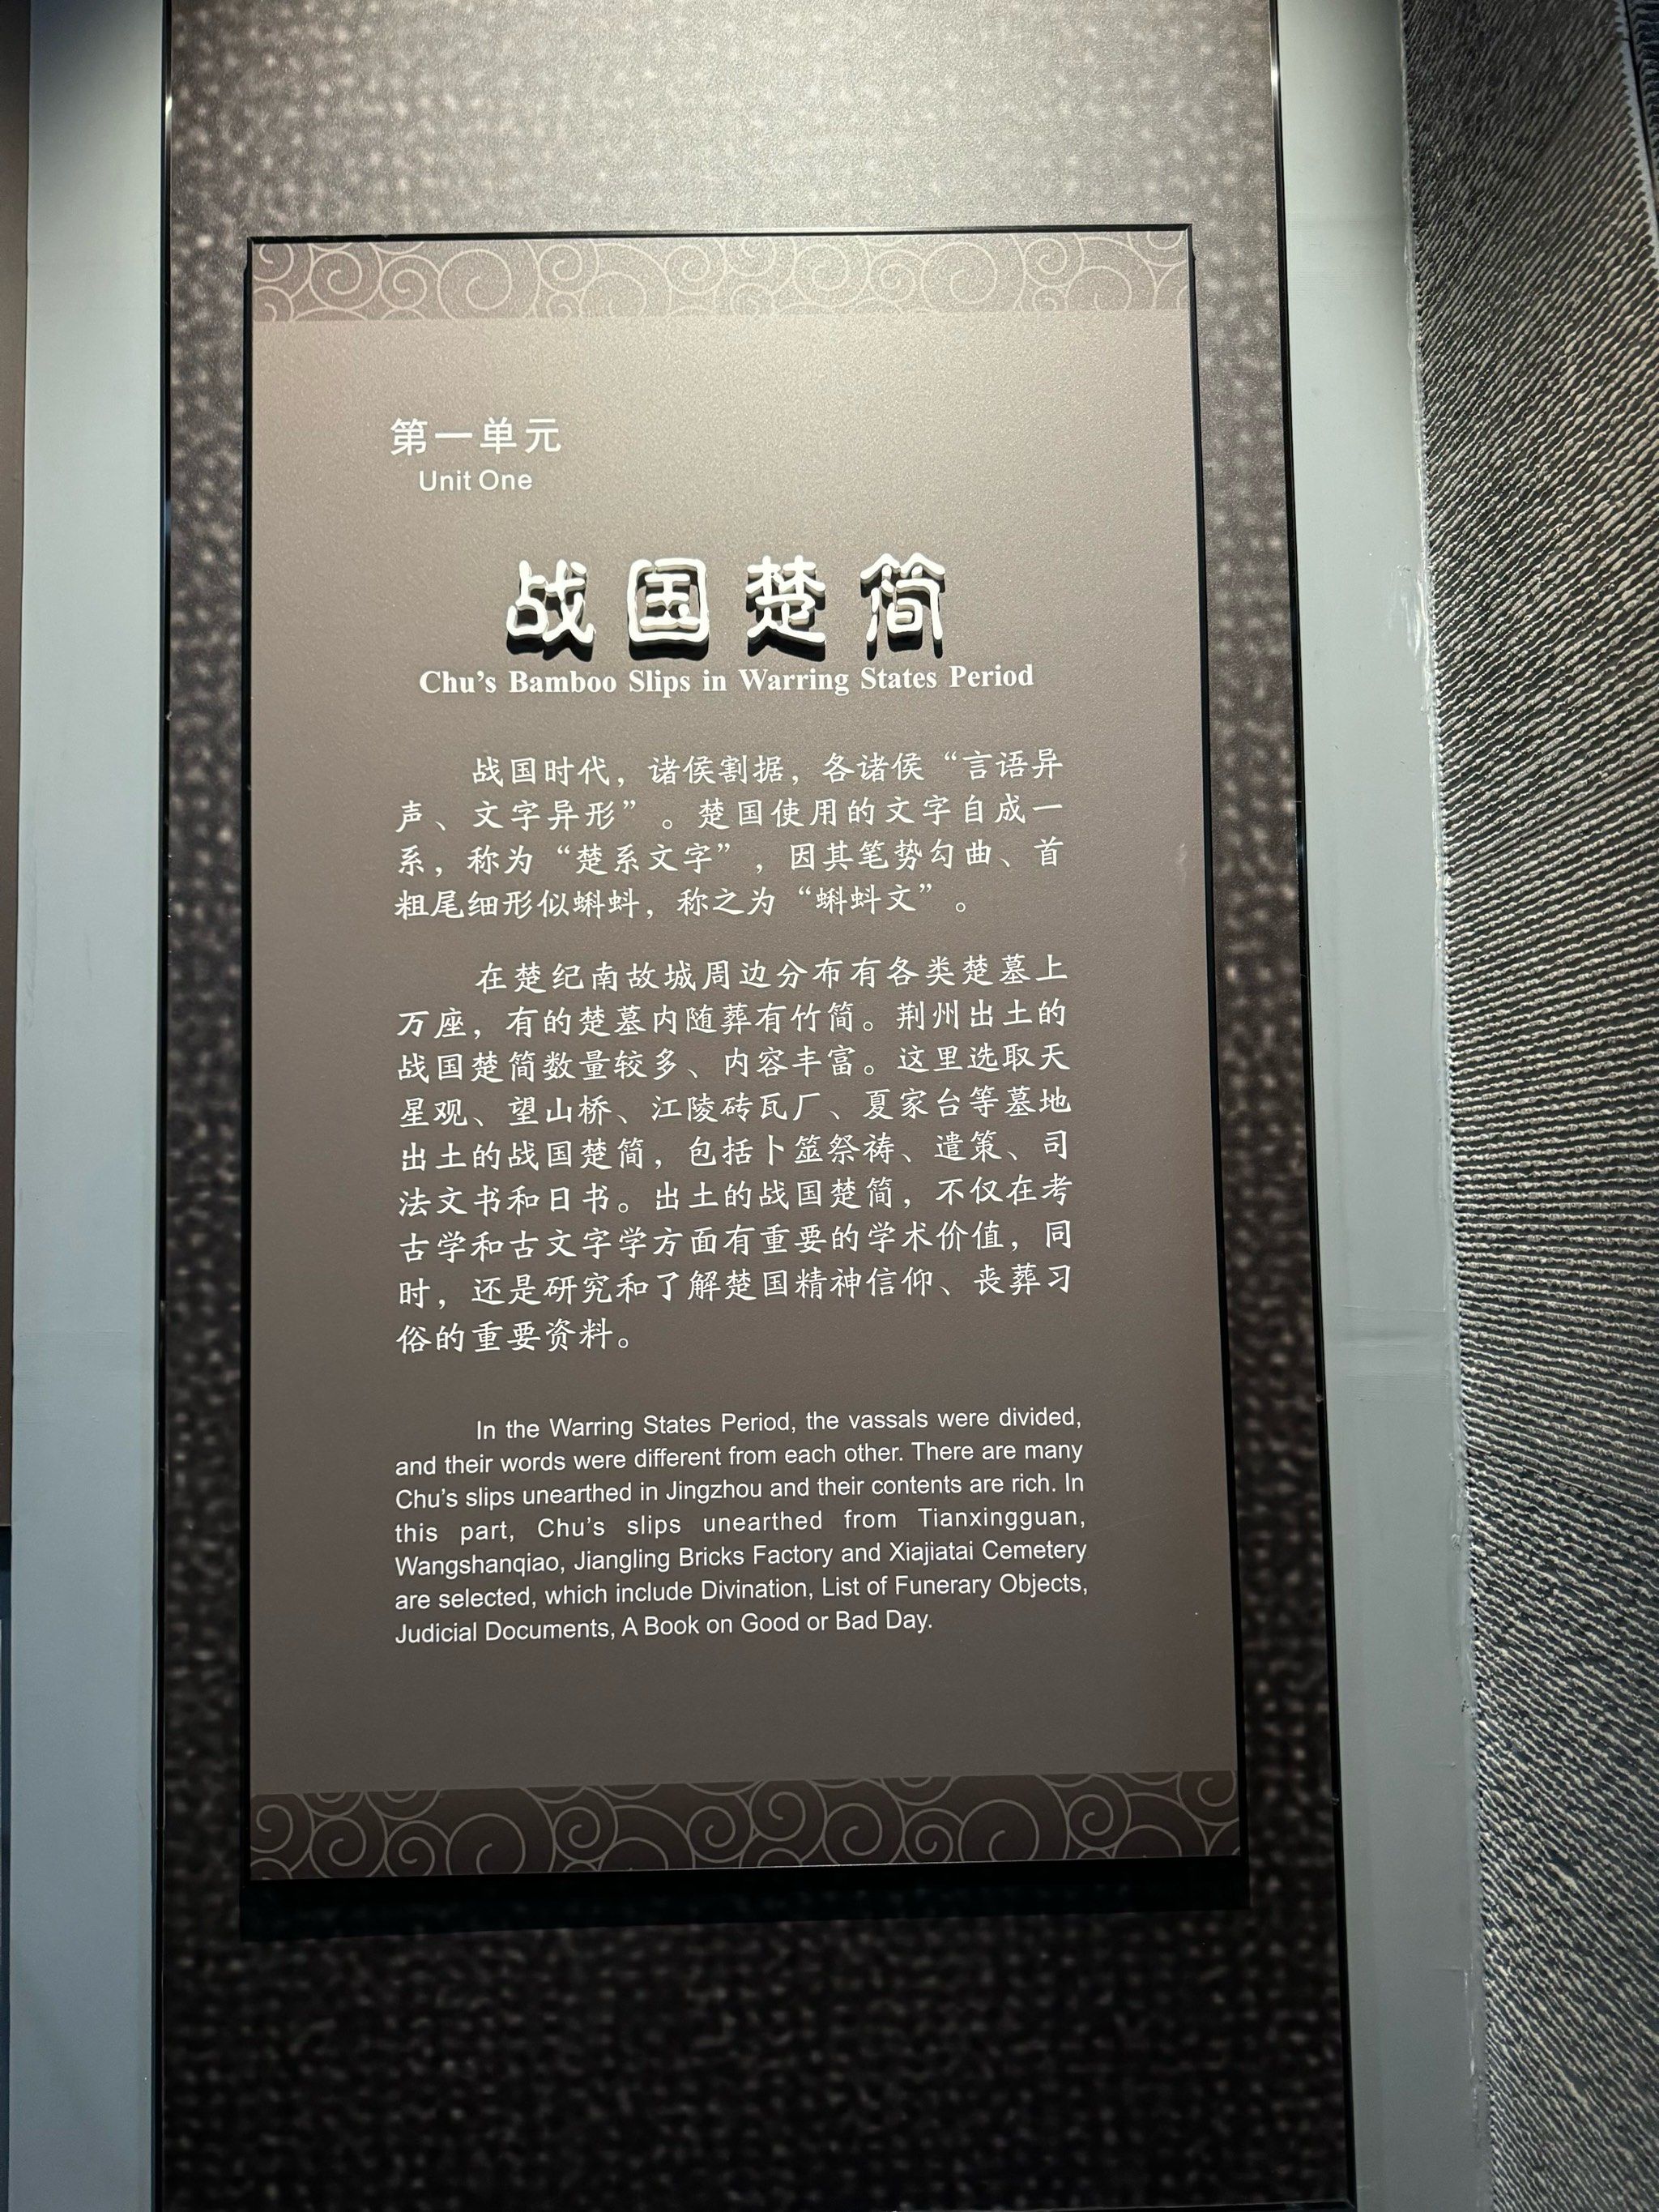 第一单元
Unit One
战国楚简
Chu’s Bamboo Slips in Warring States Period
战国时代，诸侯割据，各诸侯“言语异
声、文字异形”。楚国使用的文字自成一
系，称为“楚系文字”，因其笔势勾曲、首
粗尾细形似蝌蚪，称之为“蝌蚪文”。
在楚纪南故城周边分布有各类楚墓上
万座，有的楚墓内随葬有竹简。荆州出土的
战国楚简数量较多、内容丰富。这里选取天
星观、望山桥、江陵砖瓦厂、夏家台等墓地
出土的战国楚简，包括卜筮祭祷、遣策、司
法文书和日书。出土的战国楚简，不仅在考
古学和古文字学方面有重要的学术价值，同
时，还是研究和了解楚国精神信仰、丧葬习
俗的重要资料。
In the Warring States Period, the vassals were divided,
and their words were different from each other. There are many
Chu’s slips unearthed in Jingzhou and their contents are rich. In
this part, Chu’s slips unearthed from Tianxingguan,
Wangshanqiao, Jiangling Bricks Factory and Xiajiatai Cemetery
are selected, which include Divination, List of Funerary Objects,
Judicial Documents, A Book on Good or Bad Day.